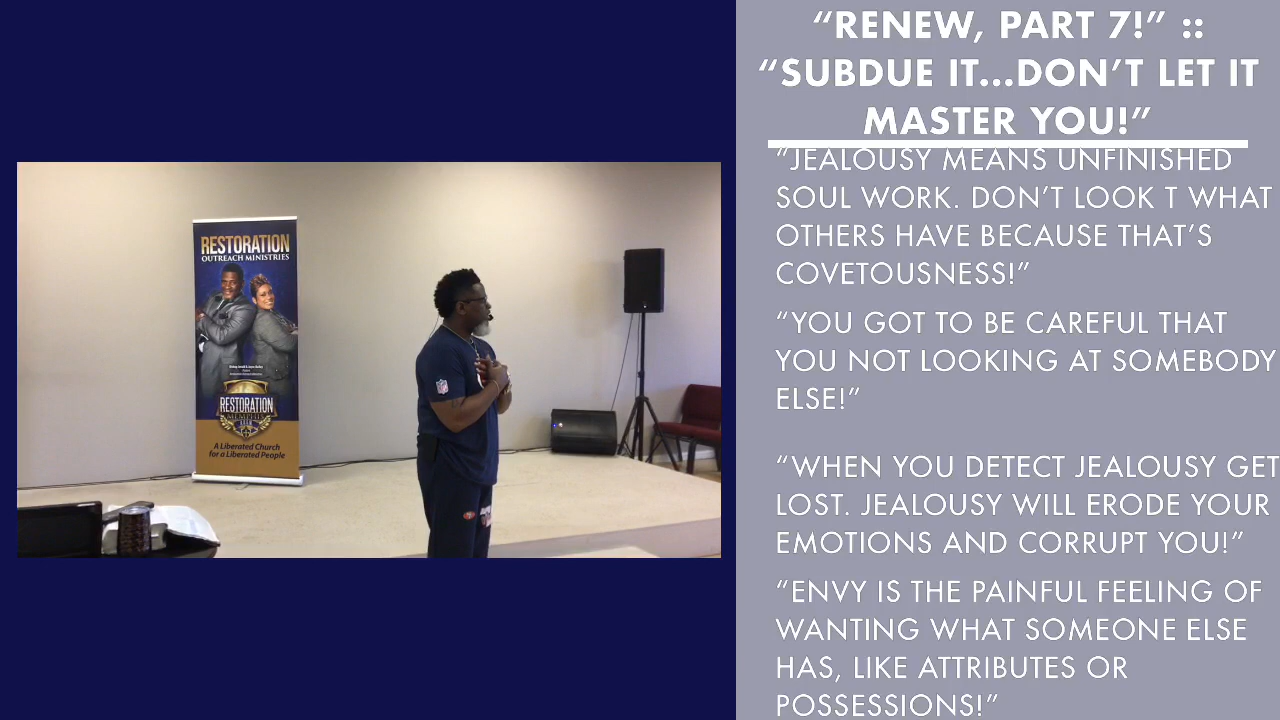 “RENEW, PART 7!” ::
“SUBDUE IT...DON’T LET IT
MASTER YOU!”
“JEALOUSY MEANS UNFINISHED
SOUL WORK. DON’T LOOK T WHAT
OTHERS HAVE BECAUSE THAT’S
COVETOUSNESS!”
“YOU GOT TO BE CAREFUL THAT
YOU NOT LOOKING AT SOMEBODY
ELSE!”
“WHEN YOU DETECT JEALOUSY GET
LOST. JEALOUSY WILL ERODE YOUR
EMOTIONS AND CORRUPT YOU!”
“ENVY IS THE PAINFUL FEELING OF
WANTING WHAT SOMEONE ELSE
HAS, LIKE ATTRIBUTES OR
POSSESSIONS!”
RESTORATION
OUTREACH MINISTRIES
RESTORATION
MEMPHIS
A Liberated Church
for a Liberated People
NFL